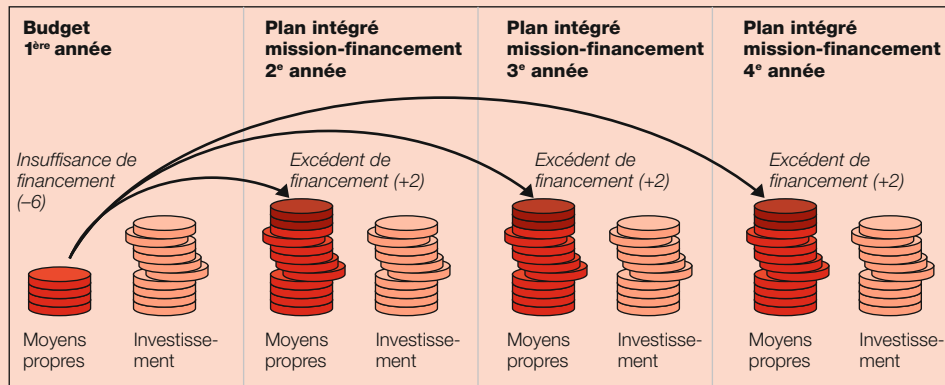 Budget
1ère année
Plan intégré
mission-financement
2e année
Plan intégré
mission-financement
3e année
Plan intégré
mission-financement
4e année
Insuffisance de
financement
(–6)
Excédent de
financement (+2)
Excédent de
financement (+2)
Excédent de
financement (+2)
Moyens
propres
Investisse-
ment
Moyens
propres
Investisse-
ment
Moyens
propres
Investisse-
ment
Moyens
propres
Investisse-
ment